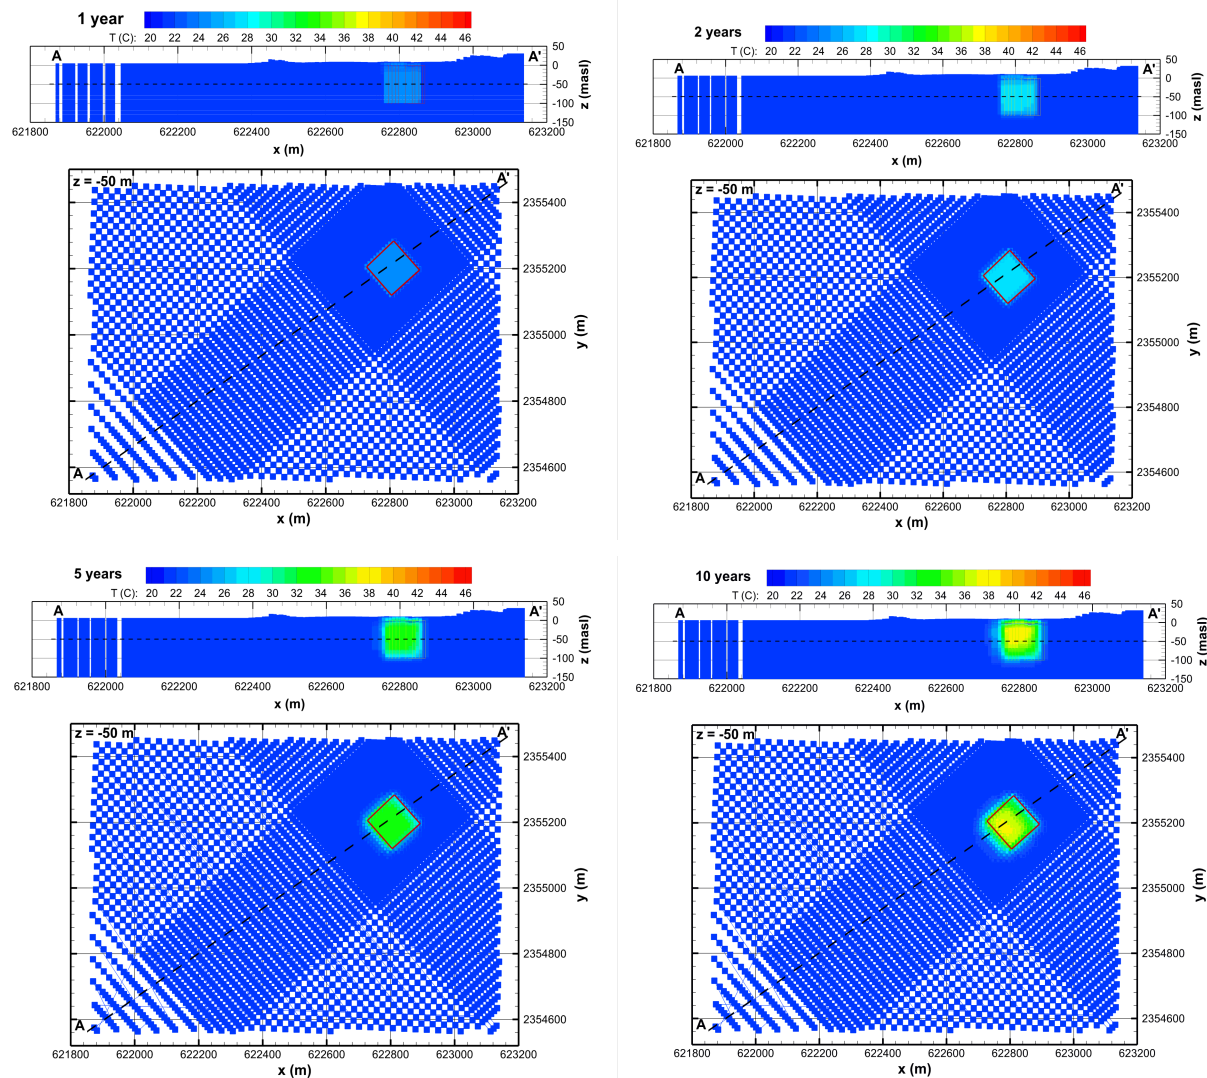 1 year
T (C): 20 22 24 26 28 30 32 34 36 38 40 42 44 46
A A'
50
0
-50
-100
-150
z (masl)
621800 622000 622200 622400 622600 622800 623000 623200
x (m)
z = -50 m
A'
2355400
2355200
2355000
2354800
2354600
y (m)
A
621800 622000 622200 622400 622600 622800 623000 623200
x (m)
2 years
T (C): 20 22 24 26 28 30 32 34 36 38 40 42 44 46
A A'
50
0
-50
-100
-150
z (masl)
621800 622000 622200 622400 622600 622800 623000 623200
x (m)
z = -50 m
A'
2355400
2355200
2355000
2354800
2354600
y (m)
A
621800 622000 622200 622400 622600 622800 623000 623200
x (m)
5 years
T (C): 20 22 24 26 28 30 32 34 36 38 40 42 44 46
A A'
50
0
-50
-100
-150
z (masl)
621800 622000 622200 622400 622600 622800 623000 623200
x (m)
z = -50 m
A'
2355400
2355200
2355000
2354800
2354600
y (m)
A
621800 622000 622200 622400 622600 622800 623000 623200
x (m)
10 years
T (C): 20 22 24 26 28 30 32 34 36 38 40 42 44 46
A A'
50
0
-50
-100
-150
z (masl)
621800 622000 622200 622400 622600 622800 623000 623200
x (m)
z = -50 m
A'
2355400
2355200
2355000
2354800
2354600
y (m)
A
621800 622000 622200 622400 622600 622800 623000 623200
x (m)